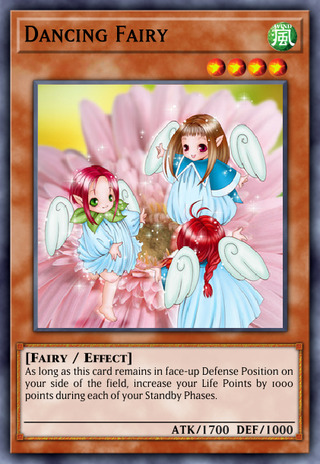 Dancing Fairy
WIND
風
[Fairy / Effect]
As long as this card remains in face-up Defense Position on
your side of the field, increase your Life Points by 1000
points during each of your Standby Phases.
ATK/1700 DEF/1000